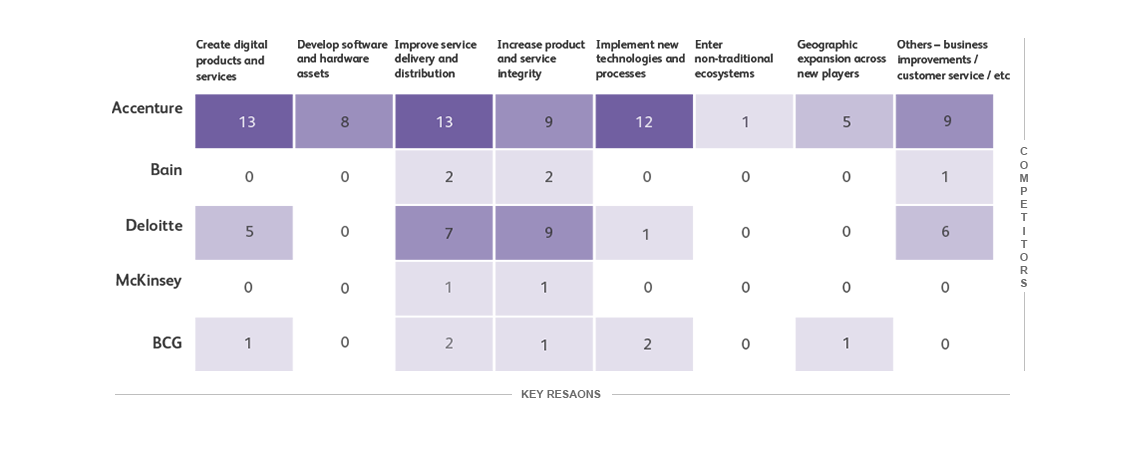 Create digital products and services
Develop software and hardware assets
Improve service delivery and distribution
Increase product and service integrity
Implement new technologies and processes
Enter non-traditional ecosystems
Geographic expansion across new players
Others – business improvements / customer service / etc
Accenture 13 8 13 9 12 1 5 9
Bain 0 0 2 2 0 0 0 1
Deloitte 5 0 7 9 1 0 0 6
McKinsey 0 0 1 1 0 0 0 0
BCG 1 0 2 1 2 0 1 0
COMPETITORS
KEY RESAONS